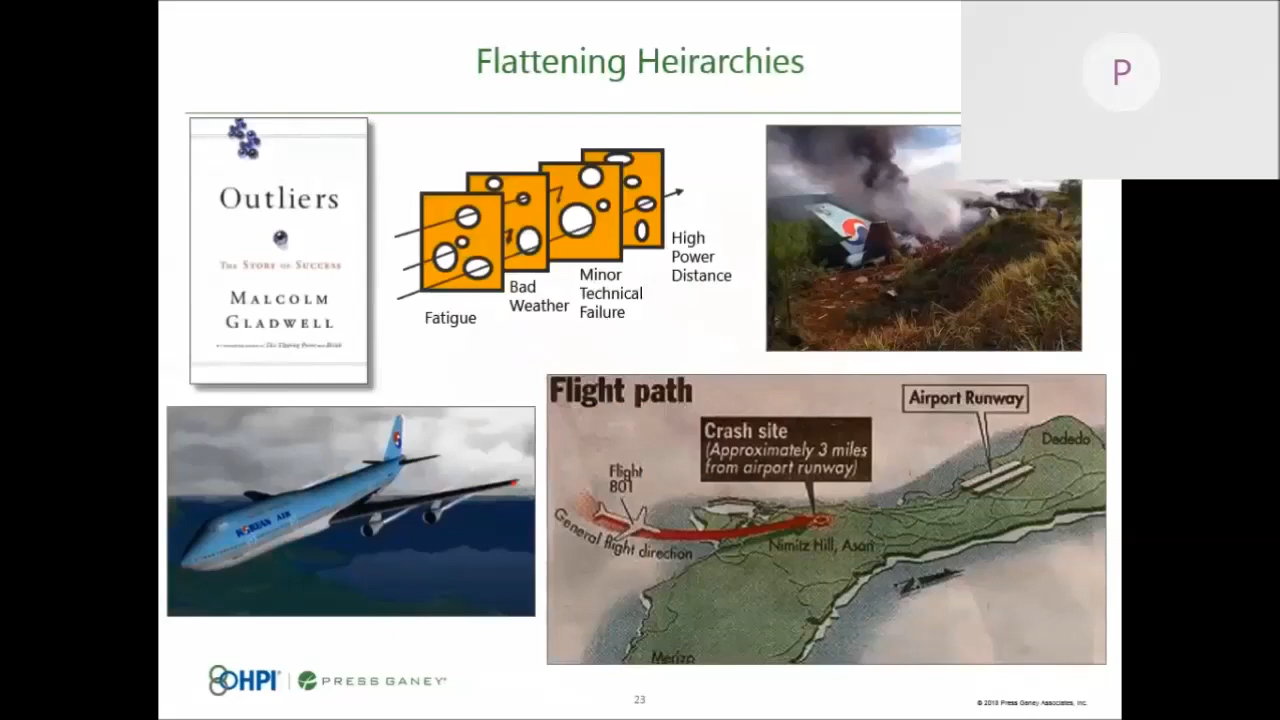 Flattening Heirarchies
P
Outliers
THE STORY OF SUCCESS
MALCOLM
GLADWELL
High
Power
Distance
Minor
Technical
Failure
Bad
Weather
Fatigue
KOREAN AIR
Flight path
Airport Runway
Crash site
(Approximately 3 miles
from airport runway)
Dededo
Flight
801
General flight direction
Nimitz Hill, Asan
Merizo
HPI
PRESS GANEY
23
© 2019 Press Ganey Associates, Inc.